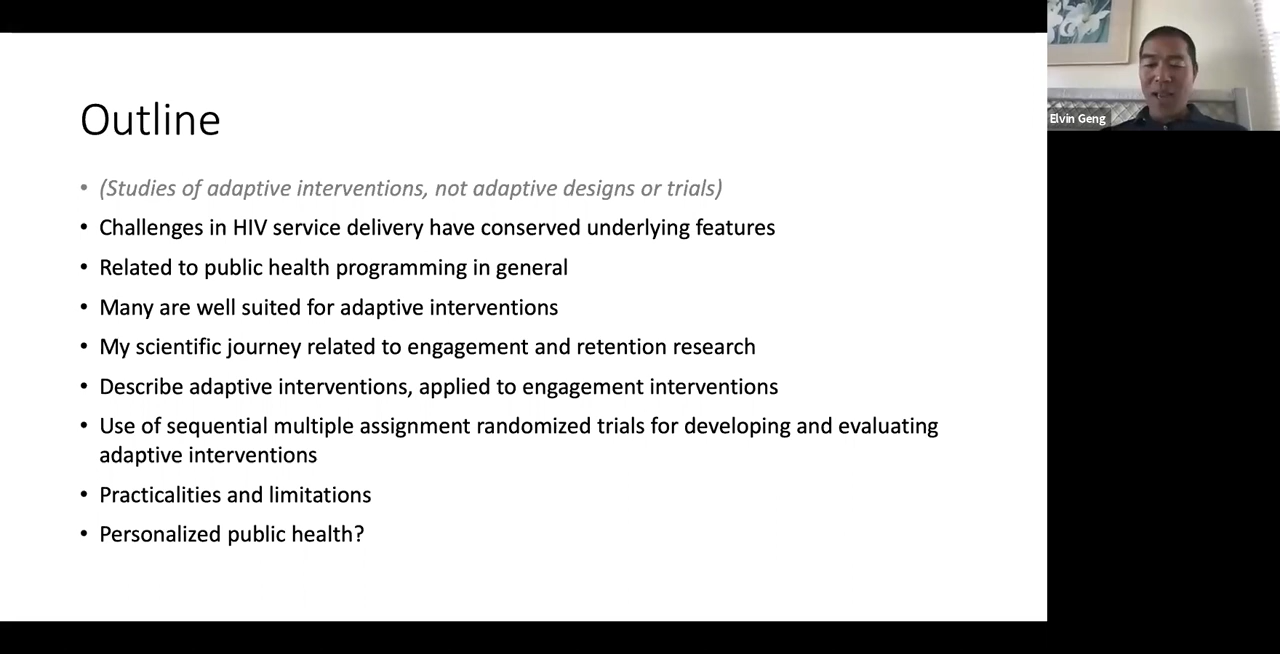 Outline
• (Studies of adaptive interventions, not adaptive designs or trials)
• Challenges in HIV service delivery have conserved underlying features
• Related to public health programming in general
• Many are well suited for adaptive interventions
• My scientific journey related to engagement and retention research
• Describe adaptive interventions, applied to engagement interventions
• Use of sequential multiple assignment randomized trials for developing and evaluating
adaptive interventions
• Practicalities and limitations
• Personalized public health?
Elvin Geng